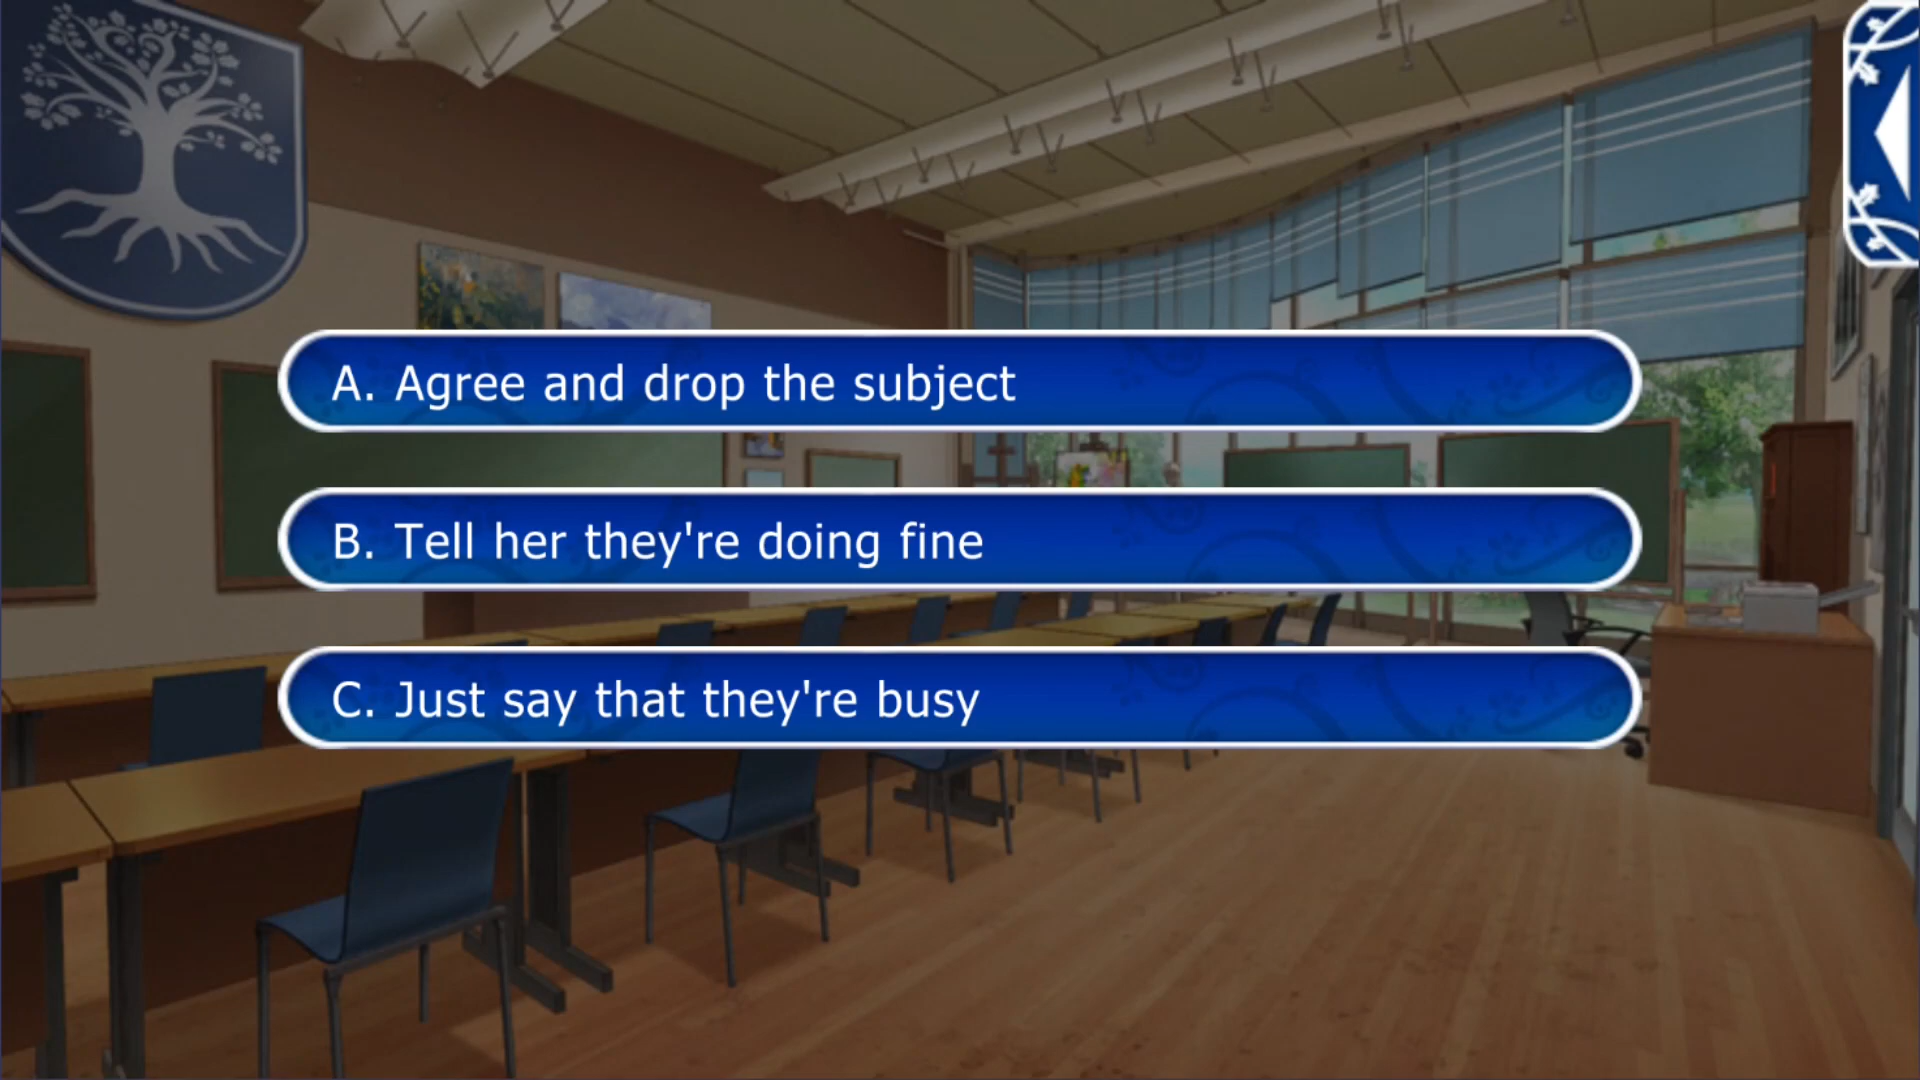 A. Agree and drop the subject
B. Tell her they're doing fine
C. Just say that they're busy